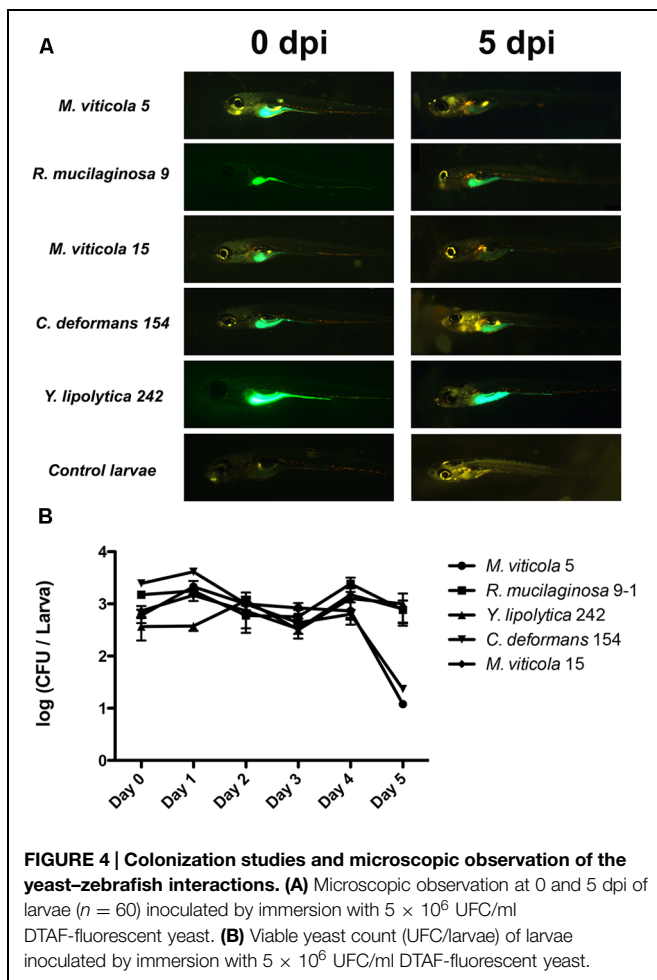 A
0 dpi
5 dpi
M. viticola 5
R. mucilaginosa 9
M. viticola 15
C. deformans 154
Y. lipolytica 242
Control larvae
B
log (CFU / Larva)
4
3
2
1
0
Day 0
Day 1
Day 2
Day 3
Day 4
Day 5
M. viticola 5
R. mucilaginosa 9-1
Y. lipolytica 242
C. deformans 154
M. viticola 15
FIGURE 4 | Colonization studies and microscopic observation of the
yeast–zebrafish interactions. (A) Microscopic observation at 0 and 5 dpi of
larvae (n = 60) inoculated by immersion with 5 × 10⁶ UFC/ml
DTAF-fluorescent yeast. (B) Viable yeast count (UFC/larvae) of larvae
inoculated by immersion with 5 × 10⁶ UFC/ml DTAF-fluorescent yeast.